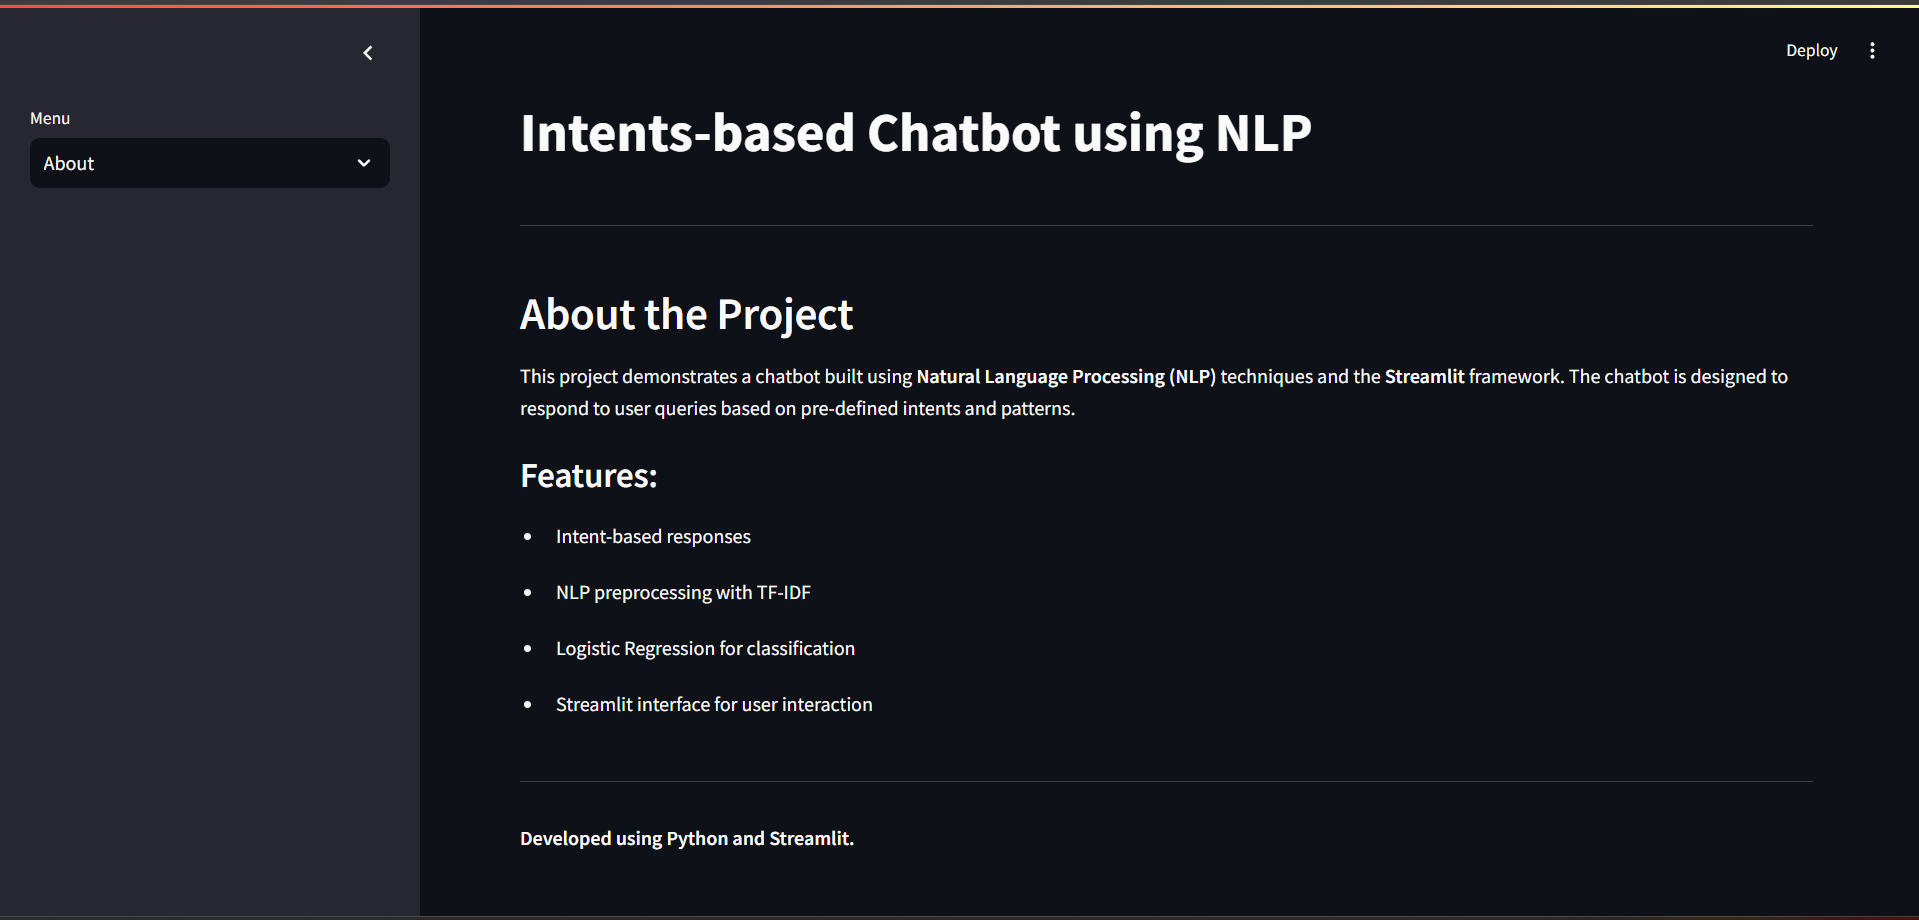 Deploy
Menu
About
Intents-based Chatbot using NLP
About the Project
This project demonstrates a chatbot built using Natural Language Processing (NLP) techniques and the Streamlit framework. The chatbot is designed to
respond to user queries based on pre-defined intents and patterns.
Features:
Intent-based responses
NLP preprocessing with TF-IDF
Logistic Regression for classification
Streamlit interface for user interaction
Developed using Python and Streamlit.